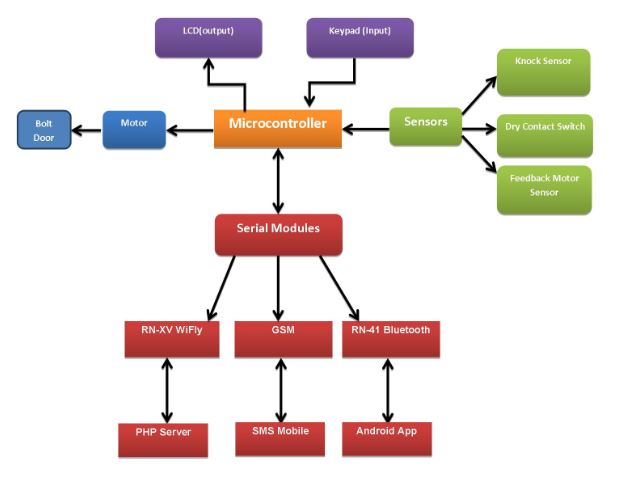 LCD(output)
Keypad (Input)
Knock Sensor
Bolt
Door
Motor
Microcontroller
Sensors
Dry Contact Switch
Feedback Motor
Sensor
Serial Modules
RN-XV WiFly
GSM
RN-41 Bluetooth
PHP Server
SMS Mobile
Android App